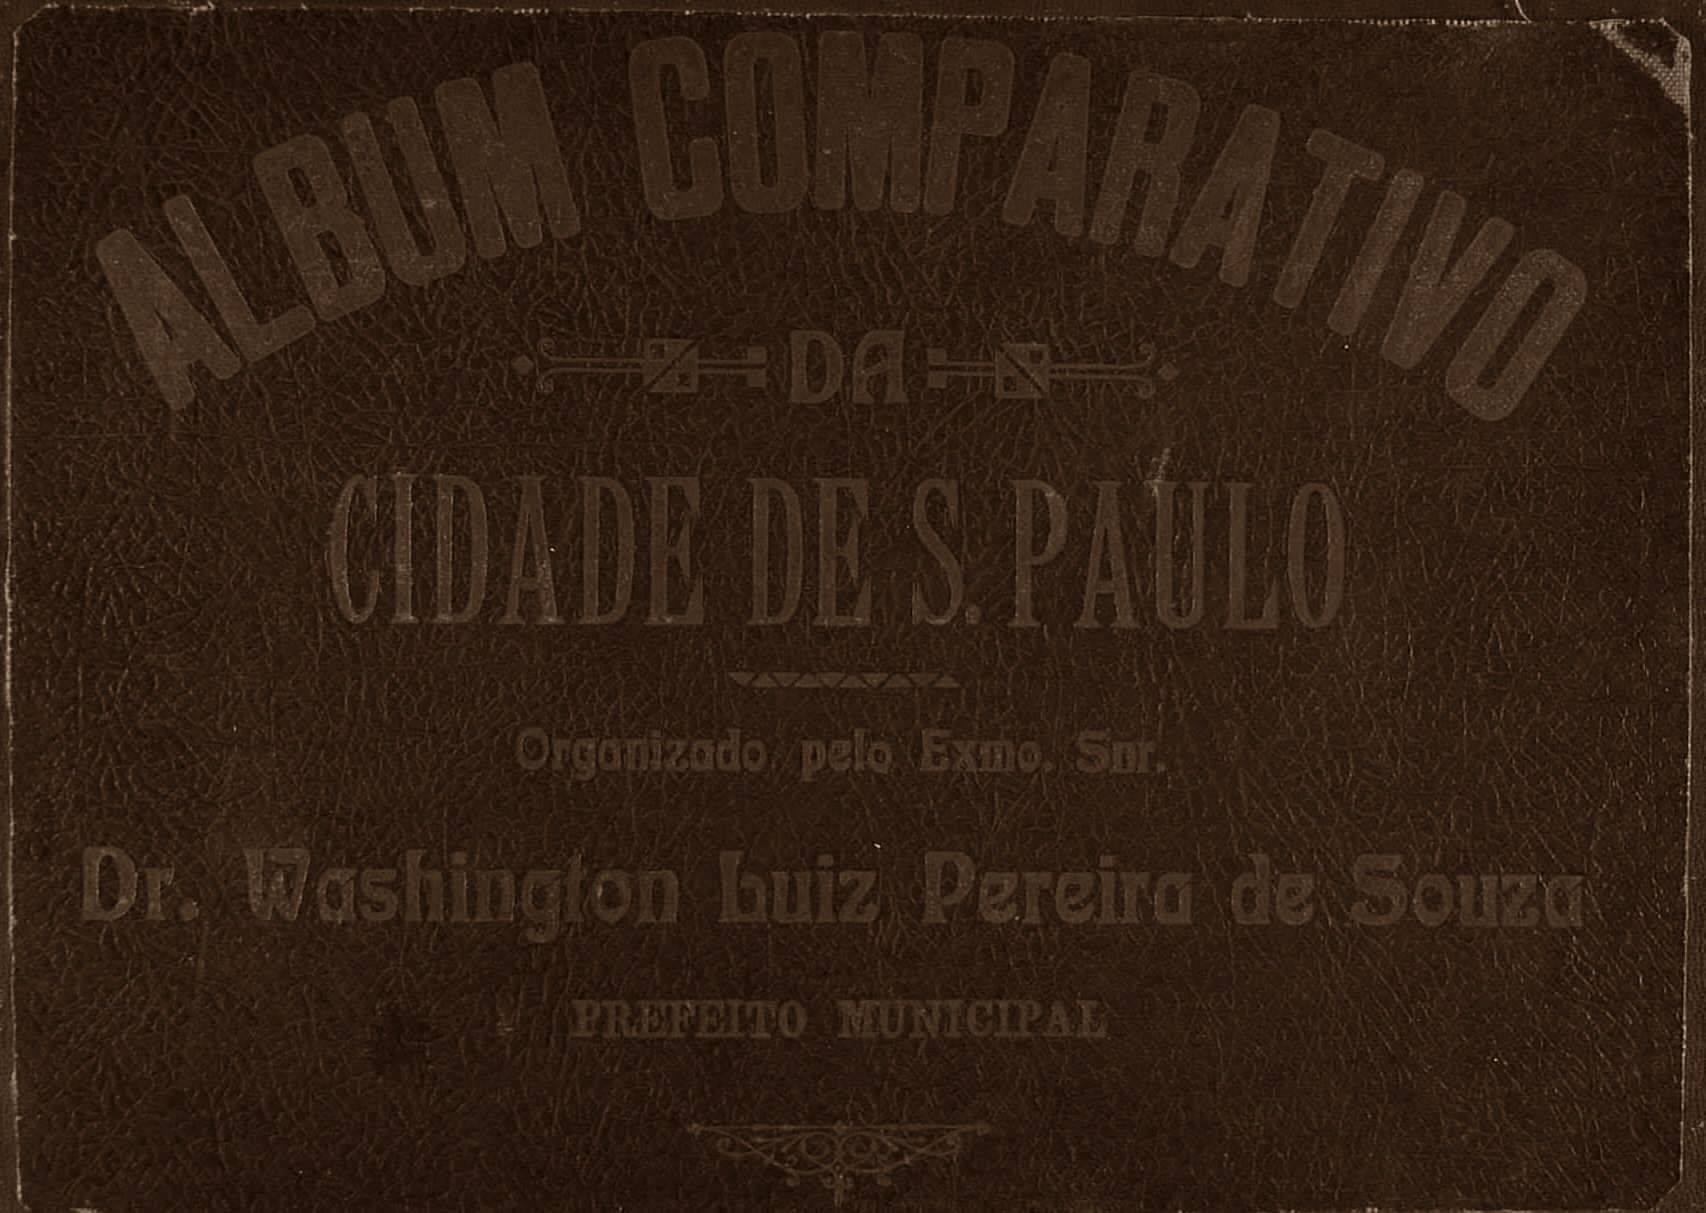 ALBUM COMPARATIVO
DA
CIDADE DE S. PAULO
Organizado pelo Exmo. Snr.
Dr. Washington Luiz Pereira de Souza
PREFEITO MUNICIPAL